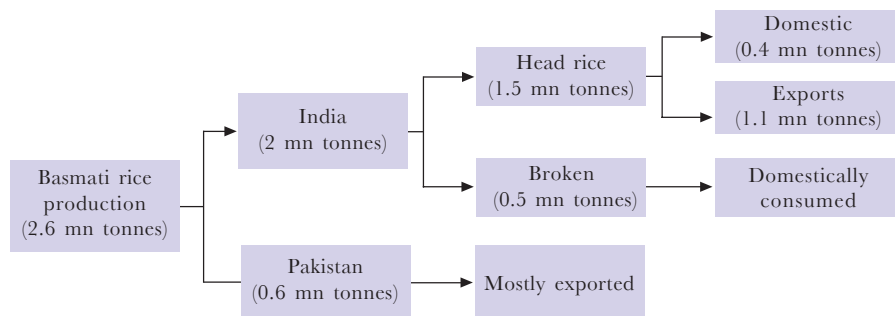 Basmati rice
production
(2.6 mn tonnes)
India
(2 mn tonnes)
Pakistan
(0.6 mn tonnes)
Head rice
(1.5 mn tonnes)
Broken
(0.5 mn tonnes)
Mostly exported
Domestic
(0.4 mn tonnes)
Exports
(1.1 mn tonnes)
Domestically
consumed